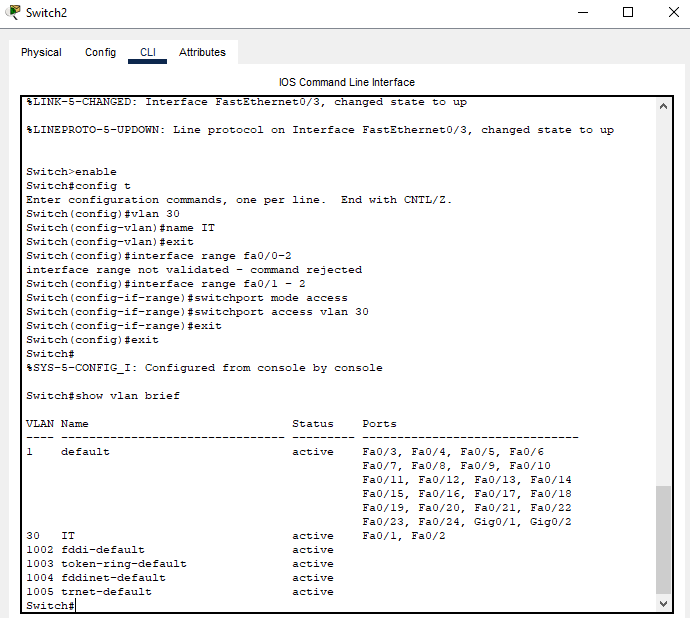 Switch2
Physical Config CLI Attributes
IOS Command Line Interface
%LINK-5-CHANGED: Interface FastEthernet0/3, changed state to up
%LINEPROTO-5-UPDOWN: Line protocol on Interface FastEthernet0/3, changed state to up
Switch>enable
Switch#config t
Enter configuration commands, one per line.  End with CNTL/Z.
Switch(config)#vlan 30
Switch(config-vlan)#name IT
Switch(config-vlan)#exit
Switch(config)#interface range fa0/0-2
interface range not validated - command rejected
Switch(config)#interface range fa0/1 - 2
Switch(config-if-range)#switchport mode access
Switch(config-if-range)#switchport access vlan 30
Switch(config-if-range)#exit
Switch(config)#exit
Switch#
%SYS-5-CONFIG_I: Configured from console by console
Switch#show vlan brief
VLAN Name                             Status    Ports
---- -------------------------------- --------- -------------------------------
1    default                          active    Fa0/3, Fa0/4, Fa0/5, Fa0/6
                                                Fa0/7, Fa0/8, Fa0/9, Fa0/10
                                                Fa0/11, Fa0/12, Fa0/13, Fa0/14
                                                Fa0/15, Fa0/16, Fa0/17, Fa0/18
                                                Fa0/19, Fa0/20, Fa0/21, Fa0/22
                                                Fa0/23, Fa0/24, Gig0/1, Gig0/2
30   IT                               active    Fa0/1, Fa0/2
1002 fddi-default                     active
1003 token-ring-default               active
1004 fddinet-default                  active
1005 trnet-default                    active
Switch#